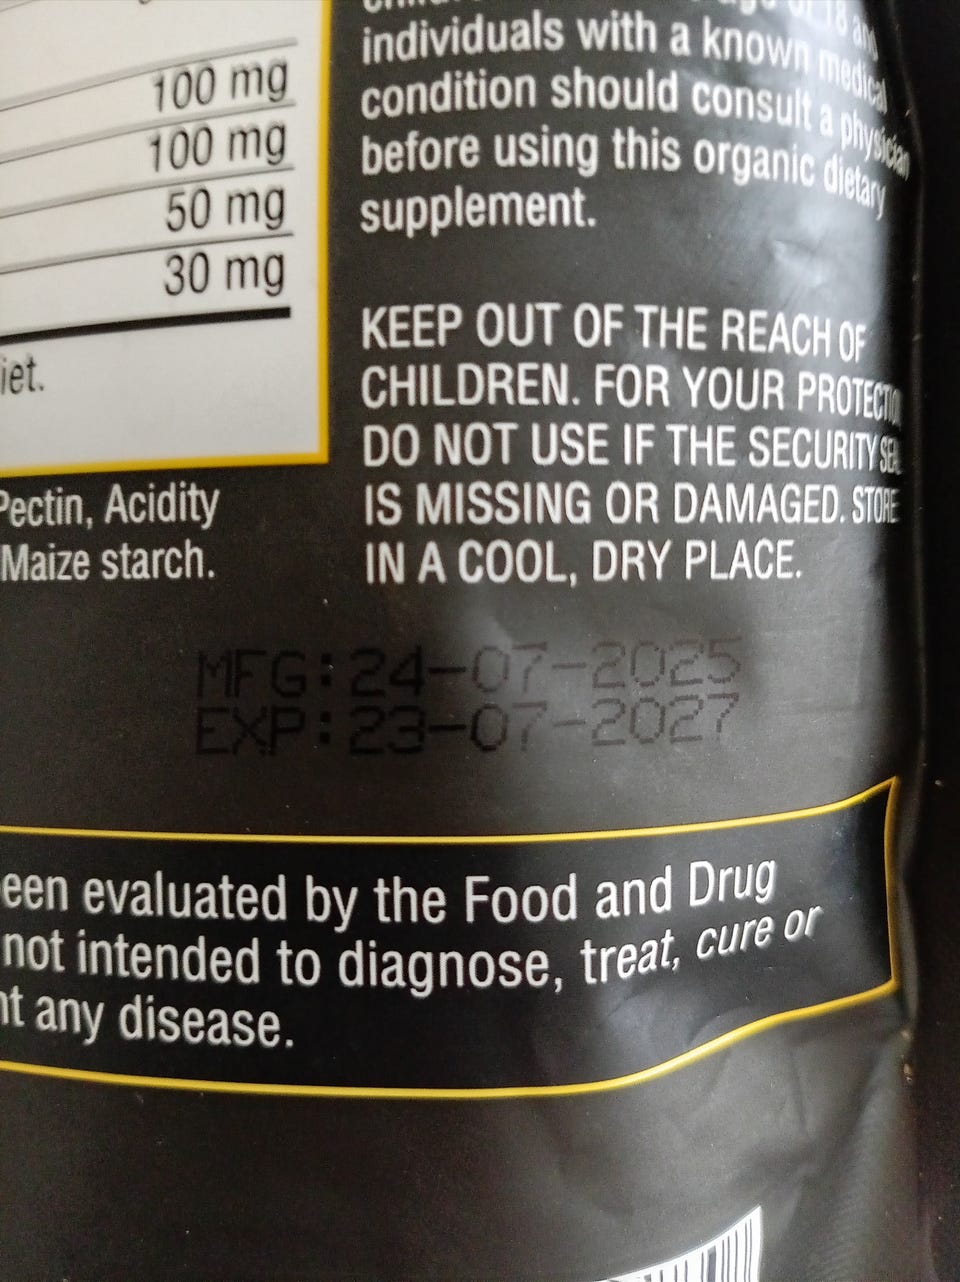 100 mg
100 mg
50 mg
30 mg
iet.
Pectin, Acidity
Maize starch.
of 18 and
individuals with a known medical
condition should consult a physician
before using this organic dietary
supplement.
KEEP OUT OF THE REACH OF
CHILDREN. FOR YOUR PROTECTIO
DO NOT USE IF THE SECURITY SEAL
IS MISSING OR DAMAGED. STORE
IN A COOL, DRY PLACE.
MFG:24-07-2025
EXP:23-07-2027
een evaluated by the Food and Drug
not intended to diagnose, treat, cure or
nt any disease.